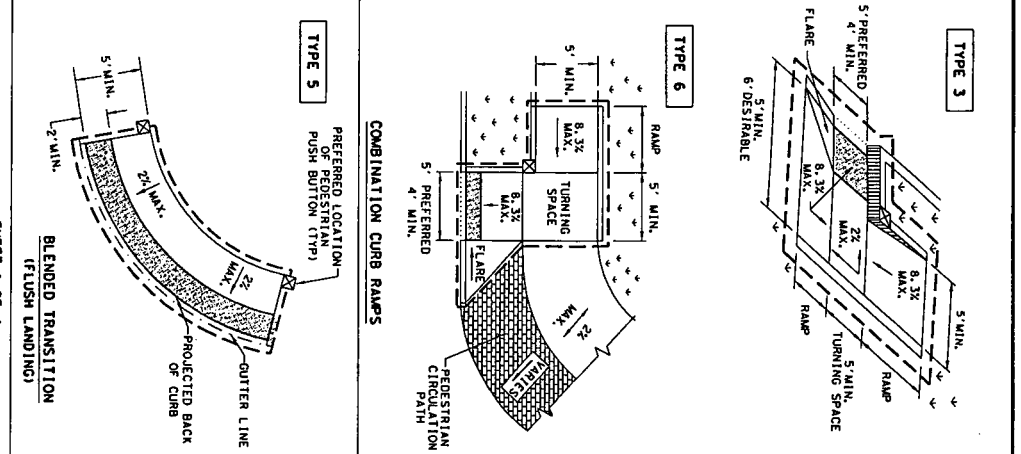 TYPE 3
5' PREFERRED
4' MIN.
FLARE
5' MIN.
6' DESIRABLE
8.3%
MAX.
2%
MAX.
8.3%
MAX.
5' MIN.
RAMP
5' MIN.
TURNING SPACE
RAMP
TYPE 6
5' MIN.
RAMP
8.3%
MAX.
5' MIN.
TURNING
SPACE
8.3%
MAX.
5' PREFERRED
4' MIN.
FLARE
2%
MAX.
VARIES
PEDESTRIAN
CIRCULATION
PATH
COMBINATION CURB RAMPS
TYPE 5
PREFERRED LOCATION
OF PEDESTRIAN
PUSH BUTTON (TYP)
5' MIN.
2' MIN.
2%
MAX.
2%
MAX.
GUTTER LINE
PROJECTED BACK
OF CURB
BLENDED TRANSITION
(FLUSH LANDING)